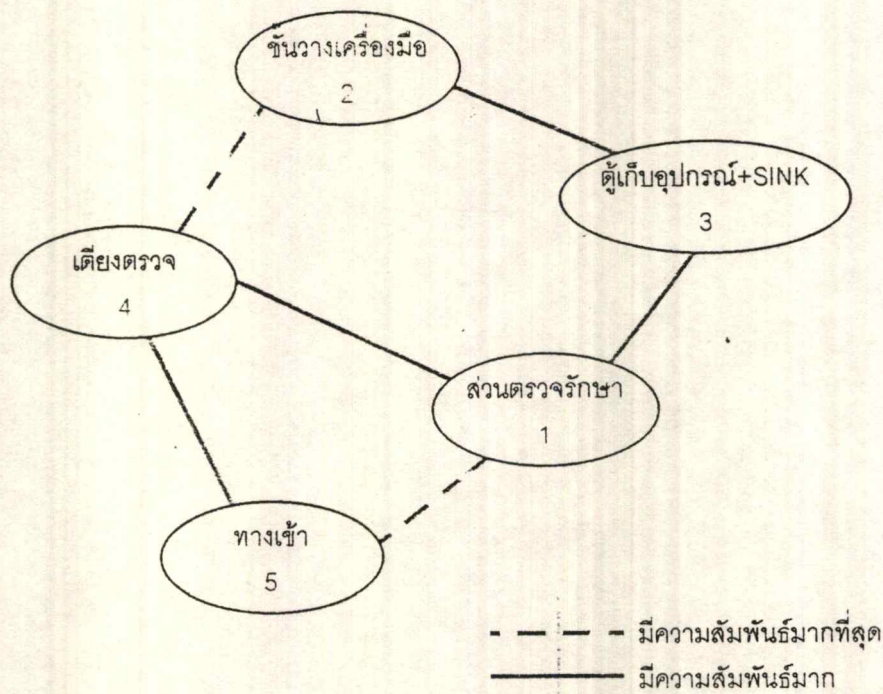 ชั้นวางเครื่องมือ
2
ตู้เก็บอุปกรณ์+SINK
3
เตียงตรวจ
4
ส่วนตรวจรักษา
1
ทางเข้า
5
มีความสัมพันธ์มากที่สุด
มีความสัมพันธ์มาก